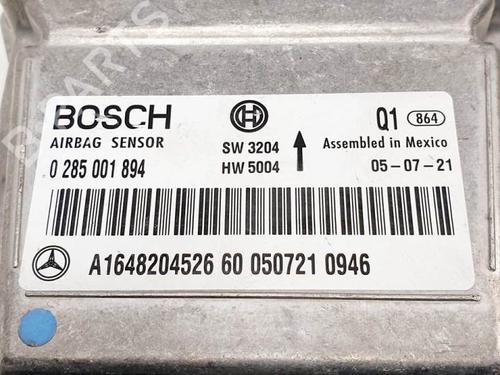 BOSCH
AIRBAG SENSOR
0 285 001 894
SW 3204
HW 5004
Q1 864
Assembled in Mexico
05-07-21
A1648204526 60 050721 0946